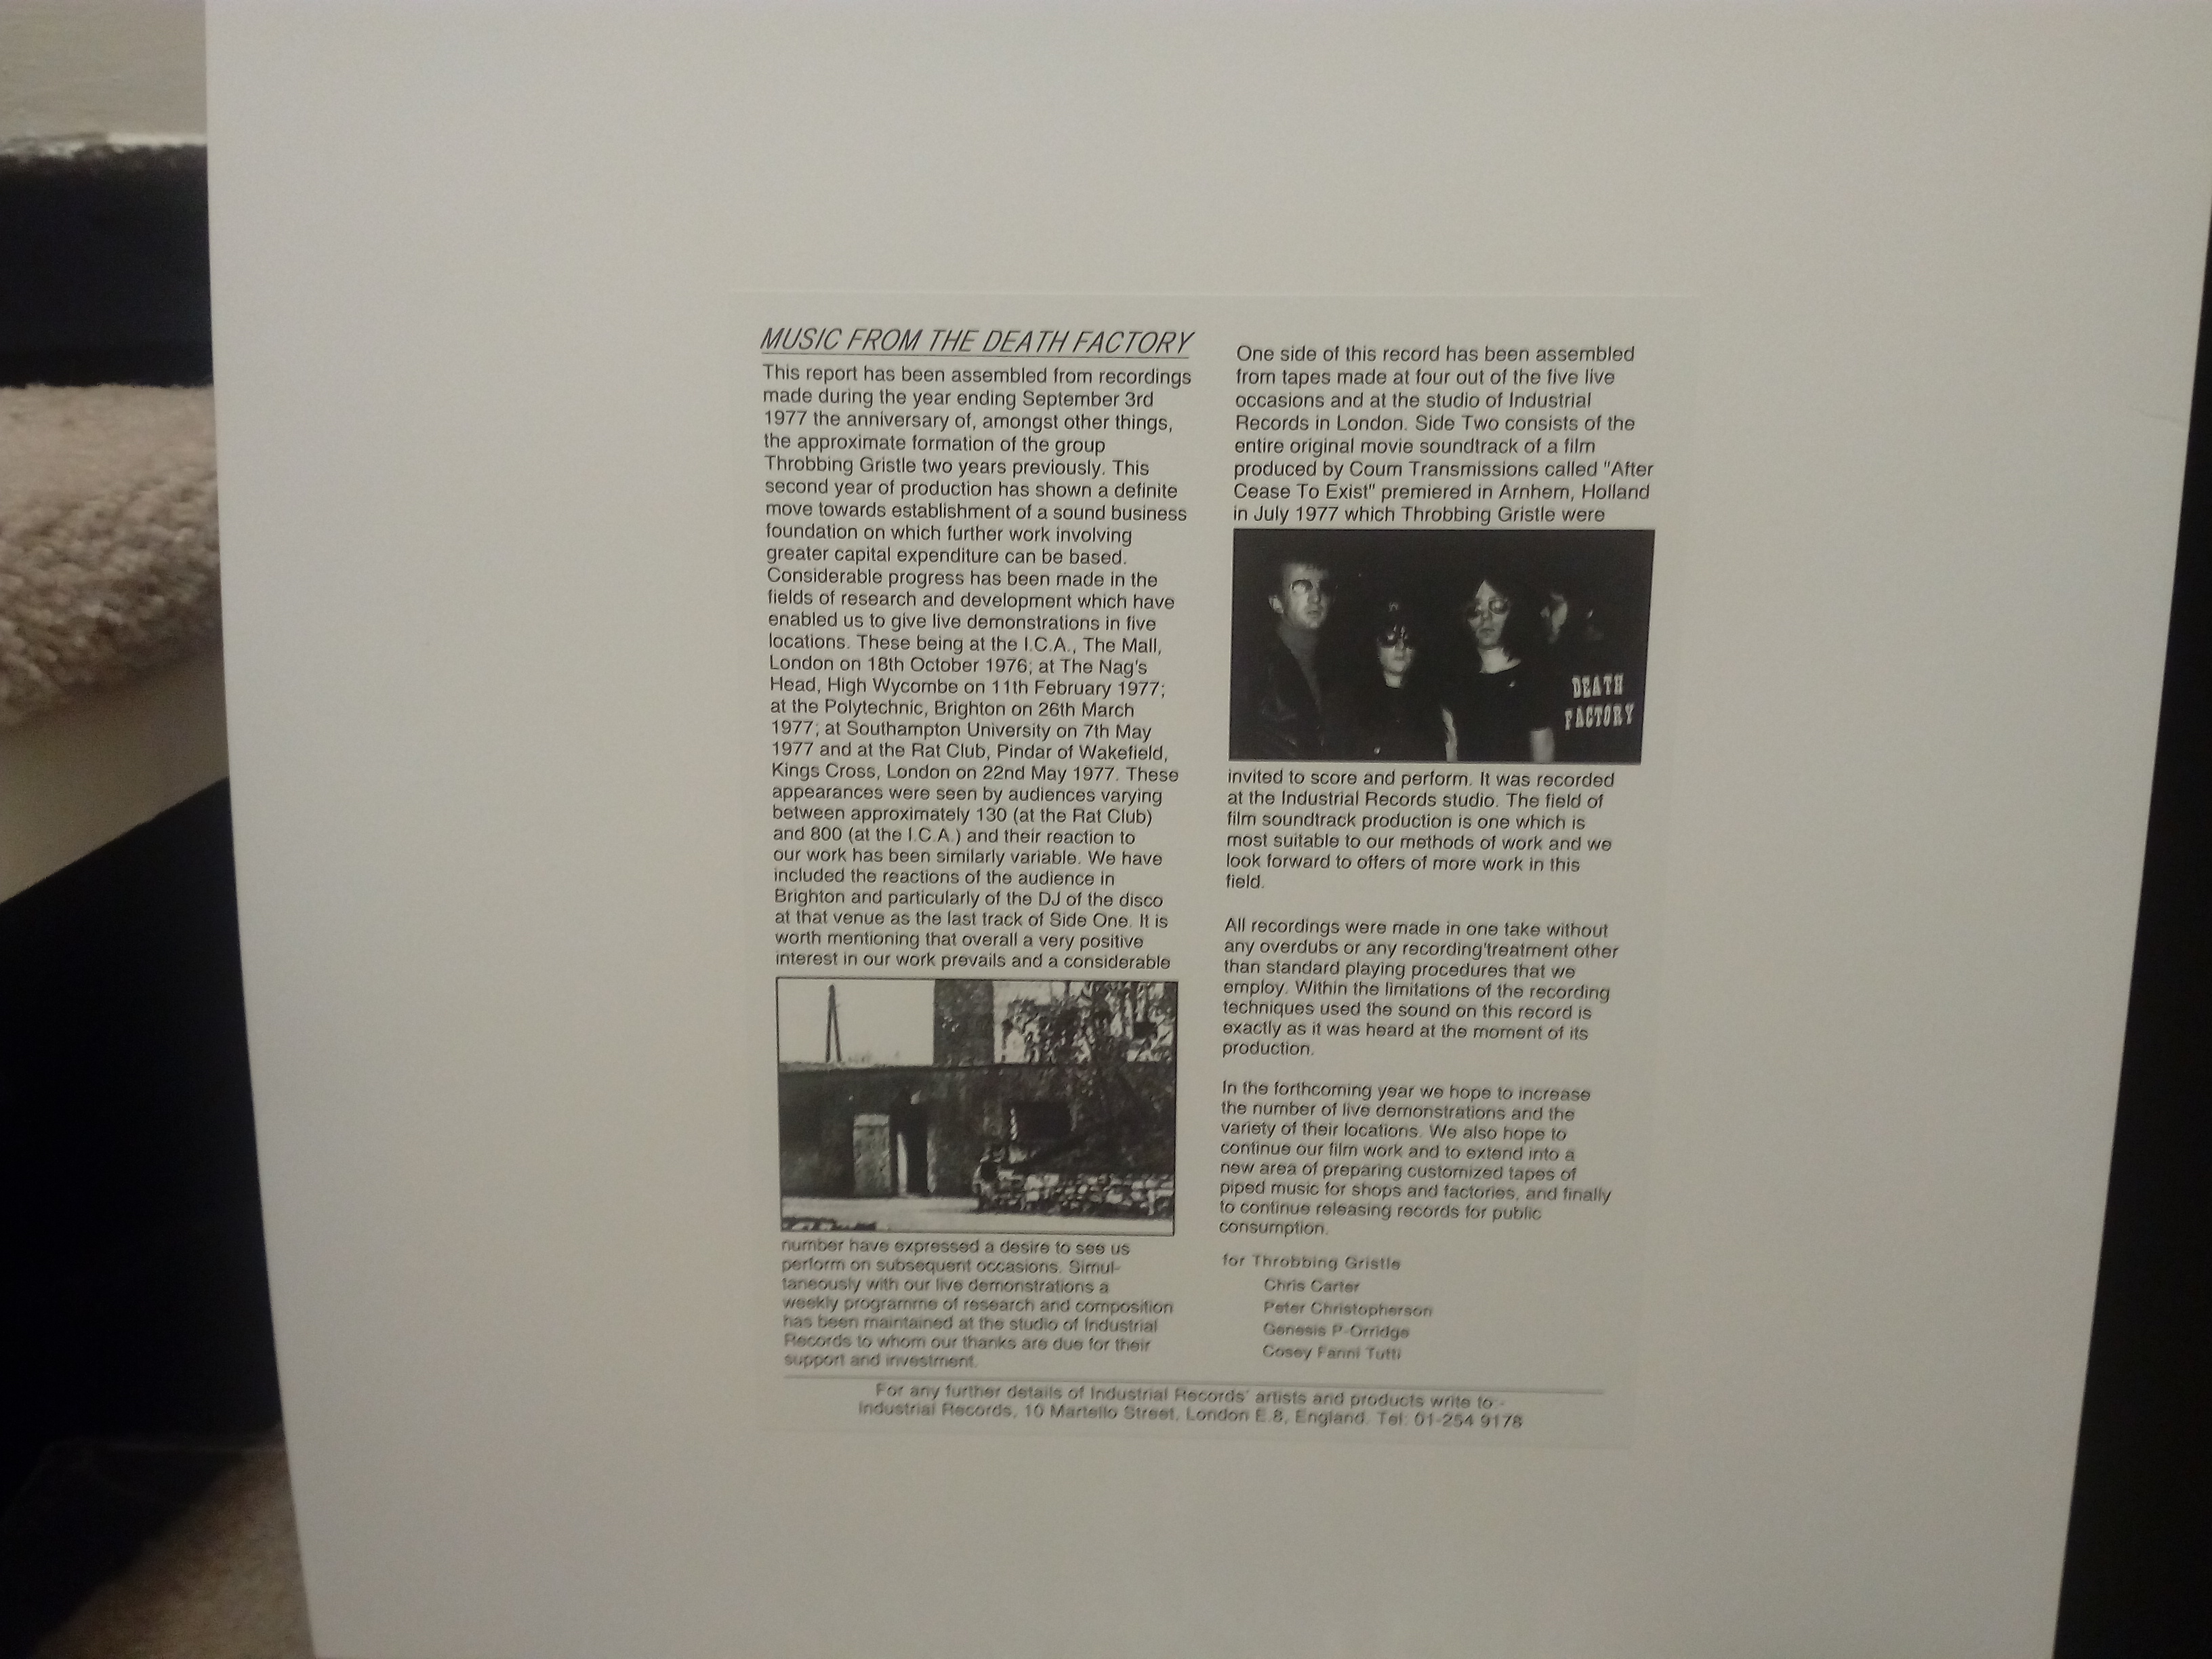 MUSIC FROM THE DEATH FACTORY
This report has been assembled from recordings
made during the year ending September 3rd
1977 the anniversary of, amongst other things,
the approximate formation of the group
Throbbing Gristle two years previously. This
second year of production has shown a definite
move towards establishment of a sound business
foundation on which further work involving
greater capital expenditure can be based.
Considerable progress has been made in the
fields of research and development which have
enabled us to give live demonstrations in five
locations. These being at the I.C.A., The Mall,
London on 18th October 1976; at The Nag's
Head, High Wycombe on 11th February 1977;
at the Polytechnic, Brighton on 26th March
1977; at Southampton University on 7th May
1977 and at the Rat Club, Pindar of Wakefield,
Kings Cross, London on 22nd May 1977. These
appearances were seen by audiences varying
between approximately 130 (at the Rat Club)
and 800 (at the I.C.A.) and their reaction to
our work has been similarly variable. We have
included the reactions of the audience in
Brighton and particularly of the DJ of the disco
at that venue as the last track of Side One. It is
worth mentioning that overall a very positive
interest in our work prevails and a considerable
number have expressed a desire to see us
perform on subsequent occasions. Simul-
taneously with our live demonstrations a
weekly programme of research and composition
has been maintained at the studio of Industrial
Records to whom our thanks are due for their
support and investment.
One side of this record has been assembled
from tapes made at four out of the five live
occasions and at the studio of Industrial
Records in London. Side Two consists of the
entire original movie soundtrack of a film
produced by Coum Transmissions called "After
Cease To Exist" premiered in Arnhem, Holland
in July 1977 which Throbbing Gristle were
DEATH
FACTORY
invited to score and perform. It was recorded
at the Industrial Records studio. The field of
film soundtrack production is one which is
most suitable to our methods of work and we
look forward to offers of more work in this
field.
All recordings were made in one take without
any overdubs or any recording'treatment other
than standard playing procedures that we
employ. Within the limitations of the recording
techniques used the sound on this record is
exactly as it was heard at the moment of its
production.
In the forthcoming year we hope to increase
the number of live demonstrations and the
variety of their locations. We also hope to
continue our film work and to extend into a
new area of preparing customized tapes of
piped music for shops and factories, and finally
to continue releasing records for public
consumption.
for Throbbing Gristle
Chris Carter
Peter Christopherson
Genesis P-Orridge
Cosey Fanni Tutti
For any further details of Industrial Records' artists and products write to:-
Industrial Records, 10 Martello Street, London E.8, England. Tel: 01-254 9178